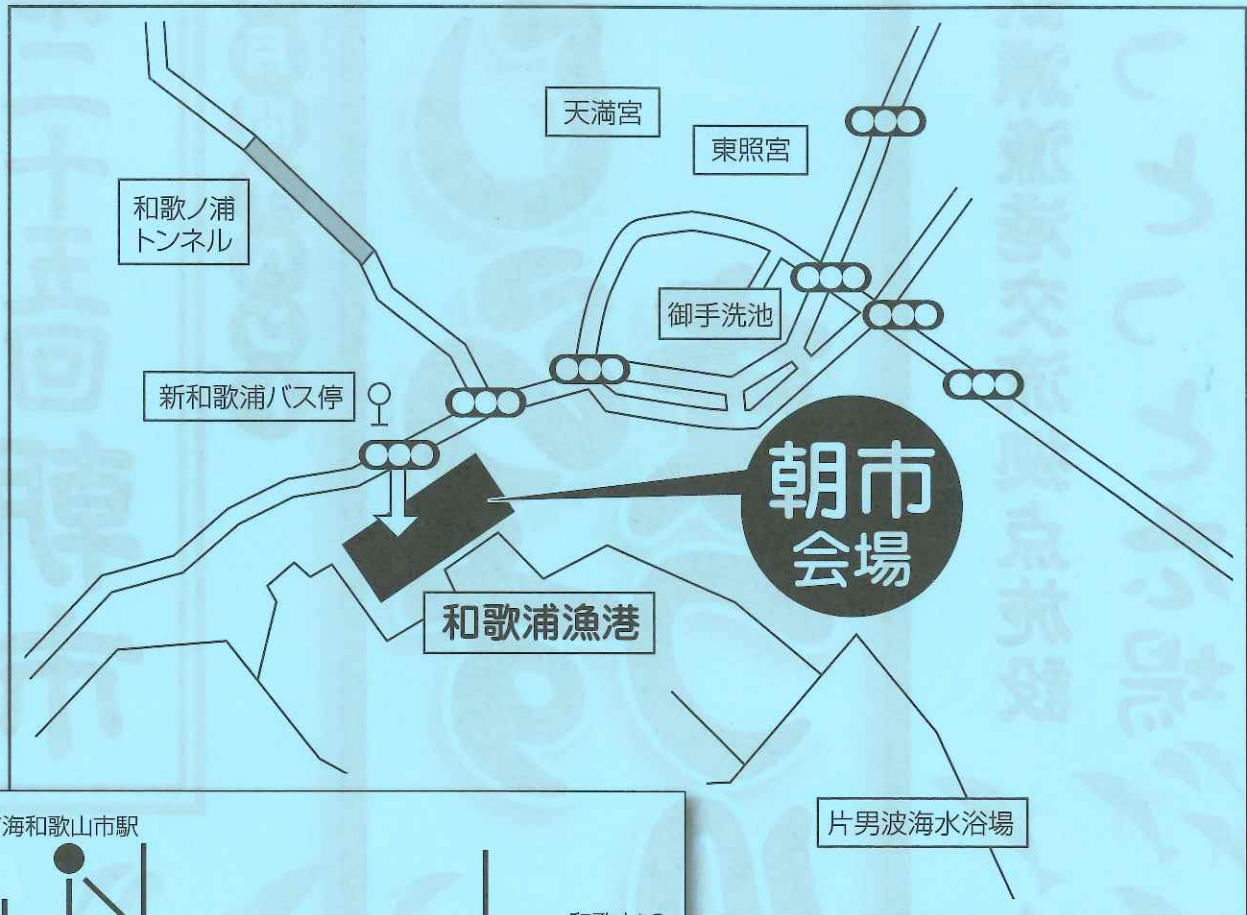 天満宮
東照宮
和歌ノ浦
トンネル
御手洗池
新和歌浦バス停
朝市
会場
和歌浦漁港
片男波海水浴場
海和歌山市駅